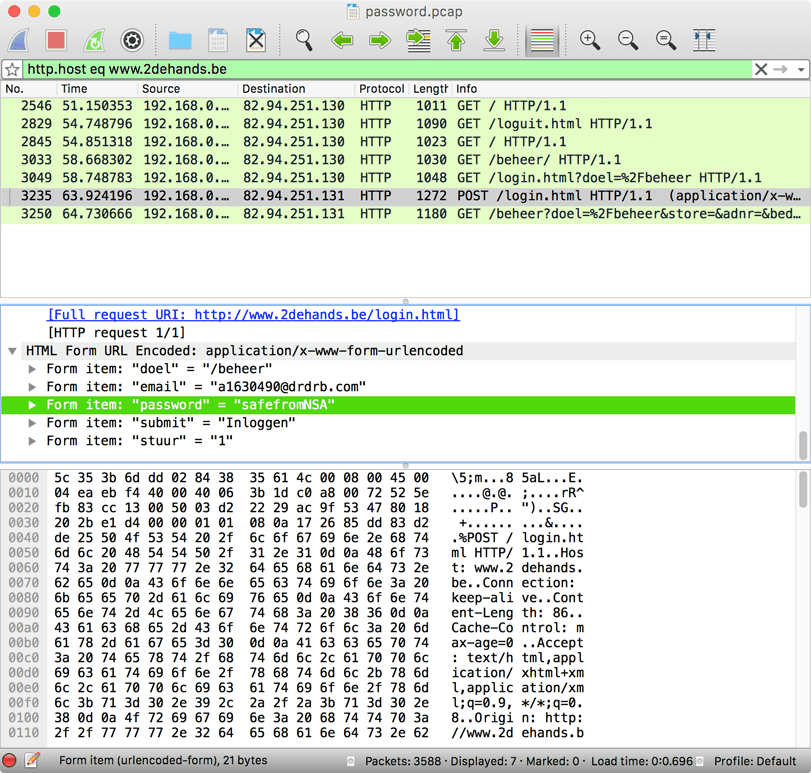 password.pcap
http.host eq www.2dehands.be
No. Time Source Destination Protocol Length Info
2546 51.150353 192.168.0.… 82.94.251.130 HTTP 1011 GET / HTTP/1.1
2829 54.748796 192.168.0.… 82.94.251.130 HTTP 1090 GET /loguit.html HTTP/1.1
2845 54.851318 192.168.0.… 82.94.251.130 HTTP 1023 GET / HTTP/1.1
3033 58.668302 192.168.0.… 82.94.251.130 HTTP 1030 GET /beheer/ HTTP/1.1
3049 58.748783 192.168.0.… 82.94.251.130 HTTP 1048 GET /login.html?doel=%2Fbeheer HTTP/1.1
3235 63.924196 192.168.0.… 82.94.251.131 HTTP 1272 POST /login.html HTTP/1.1 (application/x-w…
3250 64.730666 192.168.0.… 82.94.251.131 HTTP 1180 GET /beheer?doel=%2Fbeheer&store=&adnr=&bed…
[Full request URI: http://www.2dehands.be/login.html]
[HTTP request 1/1]
HTML Form URL Encoded: application/x-www-form-urlencoded
Form item: "doel" = "/beheer"
Form item: "email" = "a1630490@drdrb.com"
Form item: "password" = "safefromNSA"
Form item: "submit" = "Inloggen"
Form item: "stuur" = "1"
0000 5c 35 3b 6d dd 02 84 38 35 61 4c 00 08 00 45 00 \5;m...8 5aL...E.
0010 04 ea eb f4 40 00 40 06 3b 1d c0 a8 00 72 52 5e ....@.@. ;....rR^
0020 fb 83 cc 13 00 50 03 d2 22 29 ac 9f 53 47 80 18 .....P.. ")..SG..
0030 20 2b e1 d4 00 00 01 01 08 0a 17 26 85 dd 83 d2 +...... ...&....
0040 de 25 50 4f 53 54 20 2f 6c 6f 67 69 6e 2e 68 74 .%POST / login.ht
0050 6d 6c 20 48 54 54 50 2f 31 2e 31 0d 0a 48 6f 73 ml HTTP/ 1.1..Hos
0060 74 3a 20 77 77 77 2e 32 64 65 68 61 6e 64 73 2e t: www.2 dehands.
0070 62 65 0d 0a 43 6f 6e 6e 65 63 74 69 6f 6e 3a 20 be..Conn ection:
0080 6b 65 65 70 2d 61 6c 69 76 65 0d 0a 43 6f 6e 74 keep-ali ve..Cont
0090 65 6e 74 2d 4c 65 6e 67 74 68 3a 20 38 36 0d 0a ent-Leng th: 86..
00a0 43 61 63 68 65 2d 43 6f 6e 74 72 6f 6c 3a 20 6d Cache-Co ntrol: m
00b0 61 78 2d 61 67 65 3d 30 0d 0a 41 63 63 65 70 74 ax-age=0 ..Accept
00c0 3a 20 74 65 78 74 2f 68 74 6d 6c 2c 61 70 70 6c : text/h tml,appl
00d0 69 63 61 74 69 6f 6e 2f 78 68 74 6d 6c 2b 78 6d ication/ xhtml+xm
00e0 6c 2c 61 70 70 6c 69 63 61 74 69 6f 6e 2f 78 6d l,applic ation/xm
00f0 6c 3b 71 3d 30 2e 39 2c 2a 2f 2a 3b 71 3d 30 2e l;q=0.9, */*;q=0.
0100 38 0d 0a 4f 72 69 67 69 6e 3a 20 68 74 74 70 3a 8..Origi n: http:
0110 2f 2f 77 77 77 2e 32 64 65 68 61 6e 64 73 2e 62 //www.2d ehands.b
Form item (urlencoded-form), 21 bytes Packets: 3588 · Displayed: 7 · Marked: 0 · Load time: 0:0.696 Profile: Default